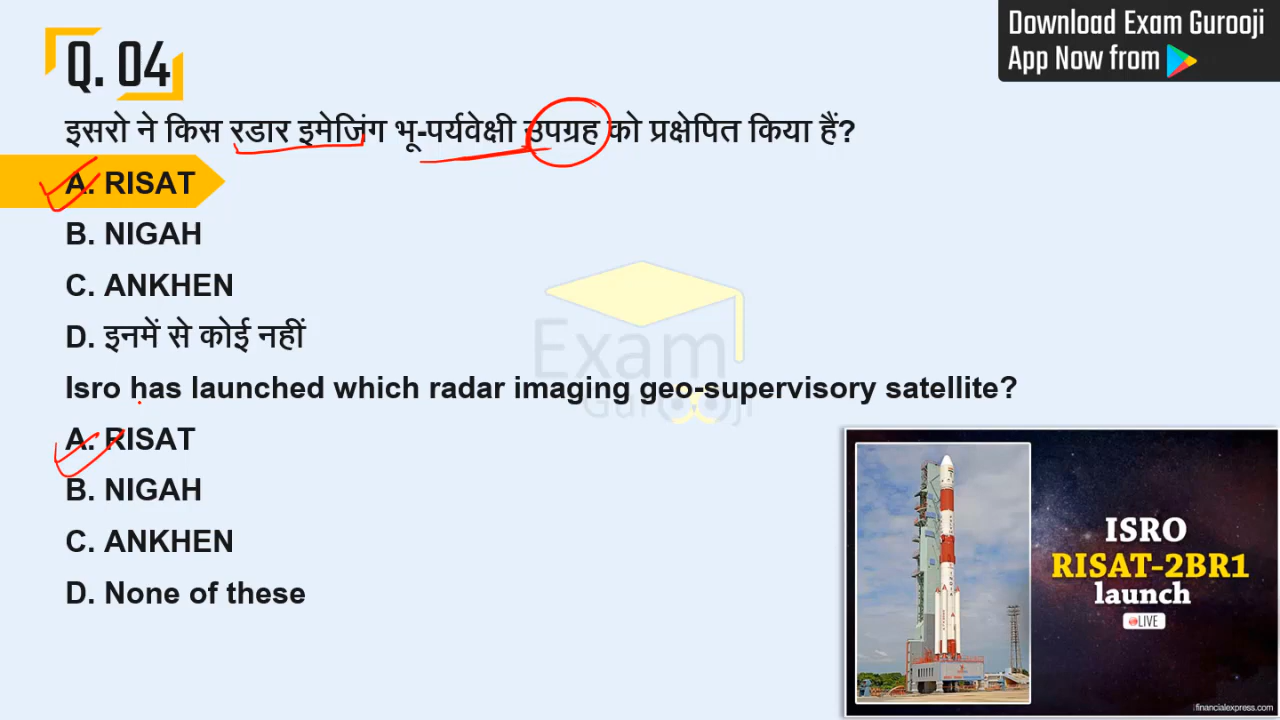 Download Exam Gurooji
App Now from
Q. 04
इसरो ने किस रडार इमेजिंग भू-पर्यवेक्षी उपग्रह को प्रक्षेपित किया हैं?
A. RISAT
B. NIGAH
C. ANKHEN
D. इनमें से कोई नहीं
Exam
Gurooji
Isro has launched which radar imaging geo-supervisory satellite?
A. RISAT
B. NIGAH
C. ANKHEN
D. None of these
ISRO
RISAT-2BR1
launch
LIVE
financialexpress.com